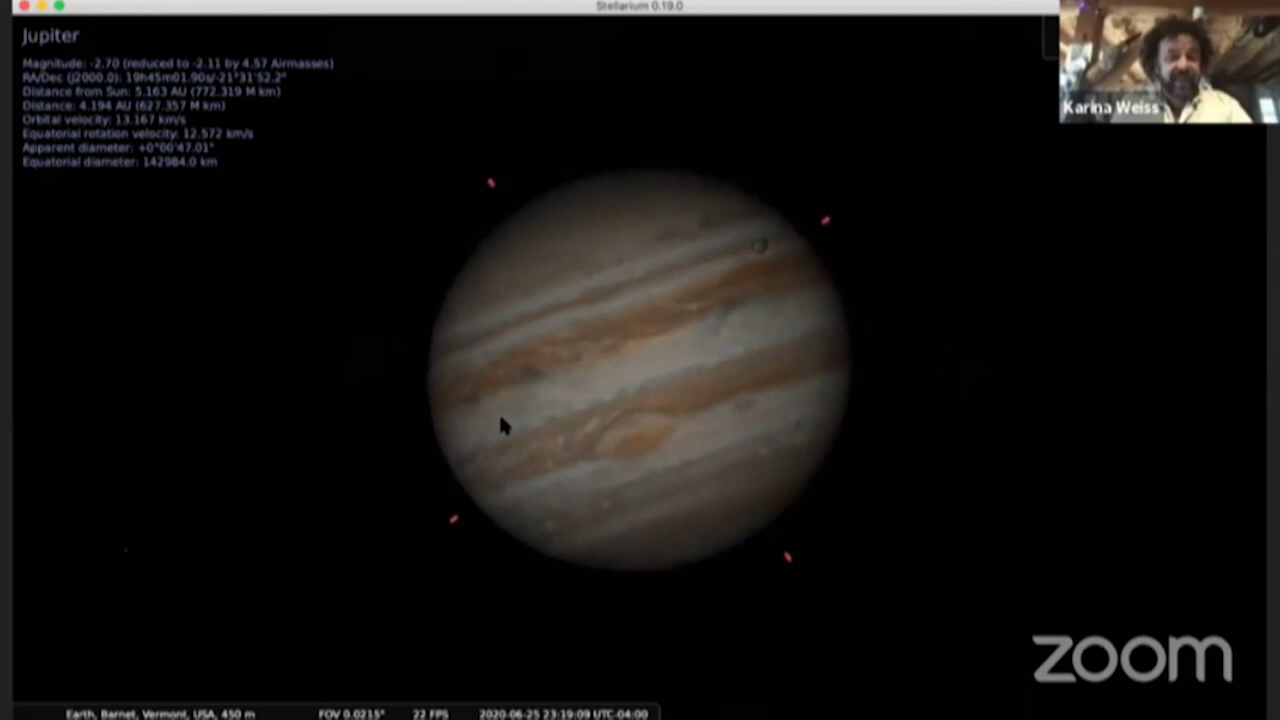 Stellarium 0.19.0
Jupiter
Magnitude: -2.70 (reduced to -2.11 by 4.57 Airmasses)
RA/Dec (J2000.0): 19h45m01.90s/-21°31'52.2"
Distance from Sun: 5.163 AU (772.319 M km)
Distance: 4.194 AU (627.357 M km)
Orbital velocity: 13.167 km/s
Equatorial rotation velocity: 12.572 km/s
Apparent diameter: +0°00'47.01"
Equatorial diameter: 142984.0 km
Karina Weiss
zoom
Earth, Barnet, Vermont, USA, 450 m FOV 0.0215° 22 FPS 2020-06-25 23:19:09 UTC-04:00